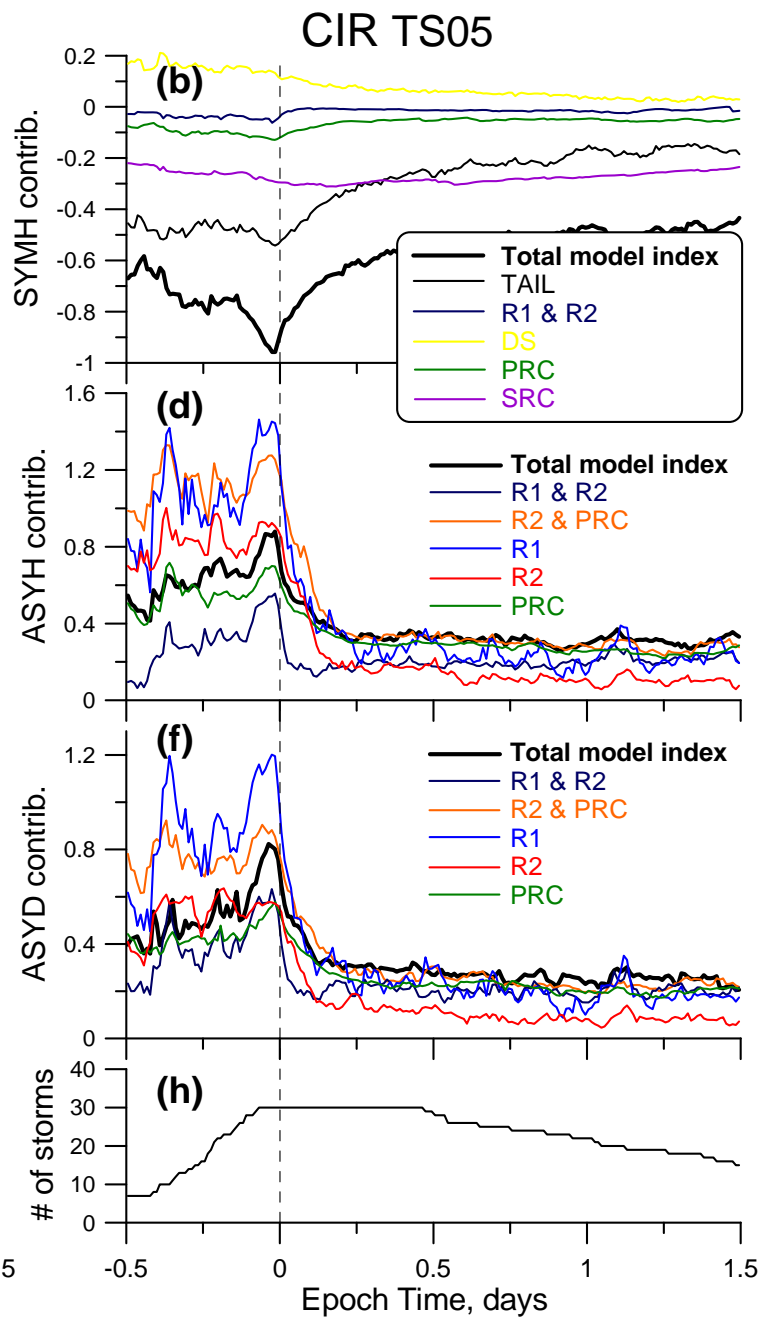 CIR TS05
(b)
SYMH contrib.
0.2
0
-0.2
-0.4
-0.6
-0.8
-1
Total model index
TAIL
R1 & R2
DS
PRC
SRC
(d)
ASYH contrib.
1.6
1.2
0.8
0.4
0
Total model index
R1 & R2
R2 & PRC
R1
R2
PRC
(f)
ASYD contrib.
1.2
0.8
0.4
0
Total model index
R1 & R2
R2 & PRC
R1
R2
PRC
(h)
# of storms
40
30
20
10
0
5 -0.5 0 0.5 1 1.5
Epoch Time, days